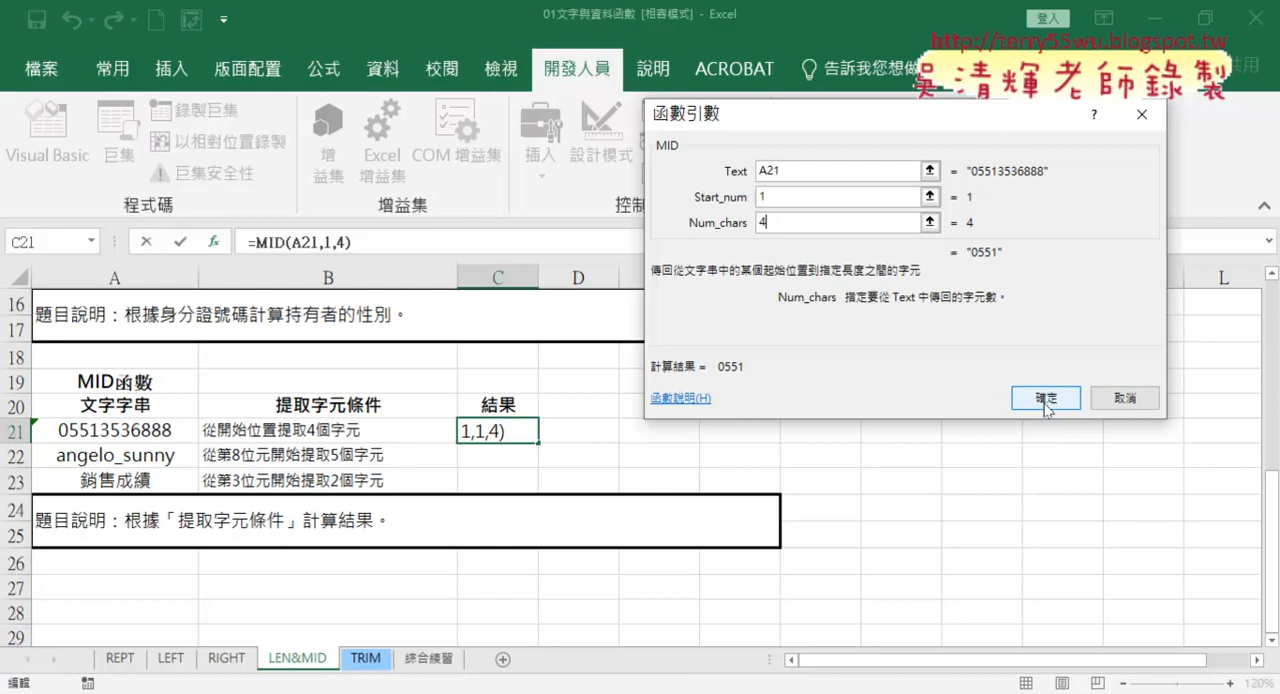 01文字與資料函數 [相容模式] - Excel
登入
http://terry55wu.blogspot.tw
吳清輝老師錄製
檔案 常用 插入 版面配置 公式 資料 校閱 檢視 開發人員 說明 ACROBAT 告訴我您想做 共用
Visual Basic
巨集
錄製巨集
以相對位置錄製
巨集安全性
程式碼
增
益集
Excel
增益集
COM 增益集
增益集
插入
設計模式
控制
函數引數
? ×
MID
Text A21 = "05513536888"
Start_num 1 = 1
Num_chars 4 = 4
= "0551"
傳回從文字串中的某個起始位置到指定長度之間的字元
Num_chars 指定要從 Text 中傳回的字元數。
計算結果 = 0551
函數說明(H)
確定 取消
C21 fx =MID(A21,1,4)
A B C D L
16
題目說明：根據身分證號碼計算持有者的性別。
17
18
19 MID函數
20 文字字串 提取字元條件 結果
21 05513536888 從開始位置提取4個字元 1,1,4)
22 angelo_sunny 從第8位元開始提取5個字元
23 銷售成績 從第3位元開始提取2個字元
24
題目說明：根據「提取字元條件」計算結果。
25
26
27
28
29
REPT LEFT RIGHT LEN&MID TRIM 綜合練習
編輯
120%